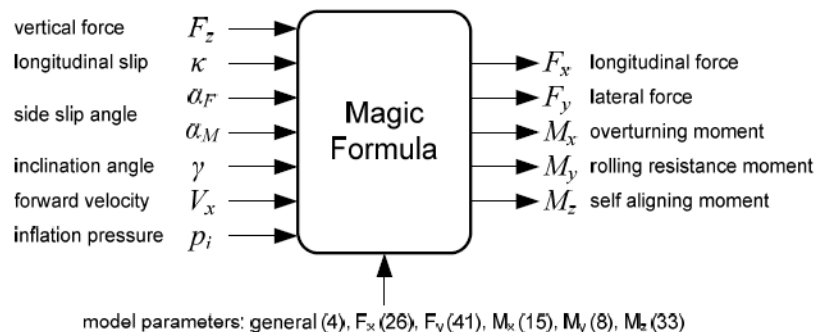 vertical force F_z
longitudinal slip κ F_x longitudinal force
α_F F_y lateral force
side slip angle
α_M Magic Formula M_x overturning moment
inclination angle γ M_y rolling resistance moment
forward velocity V_x M_z self aligning moment
inflation pressure p_i
model parameters: general (4), F_x (26), F_y (41), M_x (15), M_y (8), M_z (33)